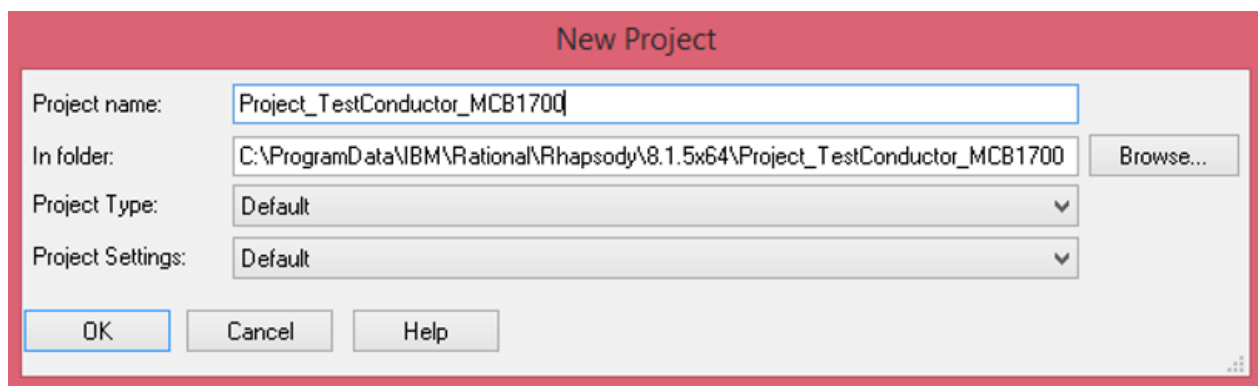 New Project
Project name: Project_TestConductor_MCB1700
In folder: C:\ProgramData\IBM\Rational\Rhapsody\8.1.5x64\Project_TestConductor_MCB1700 Browse...
Project Type: Default
Project Settings: Default
OK Cancel Help